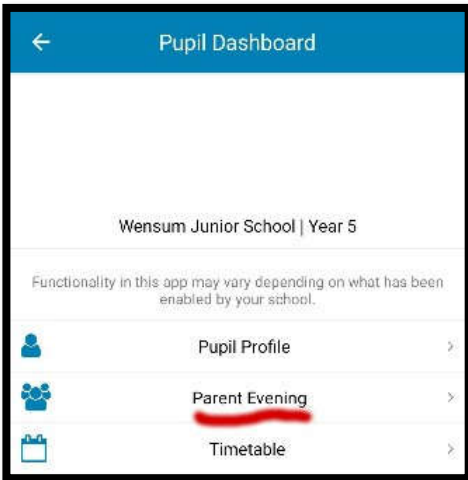 Pupil Dashboard
Wensum Junior School | Year 5
Functionality in this app may vary depending on what has been
enabled by your school.
Pupil Profile
Parent Evening
Timetable